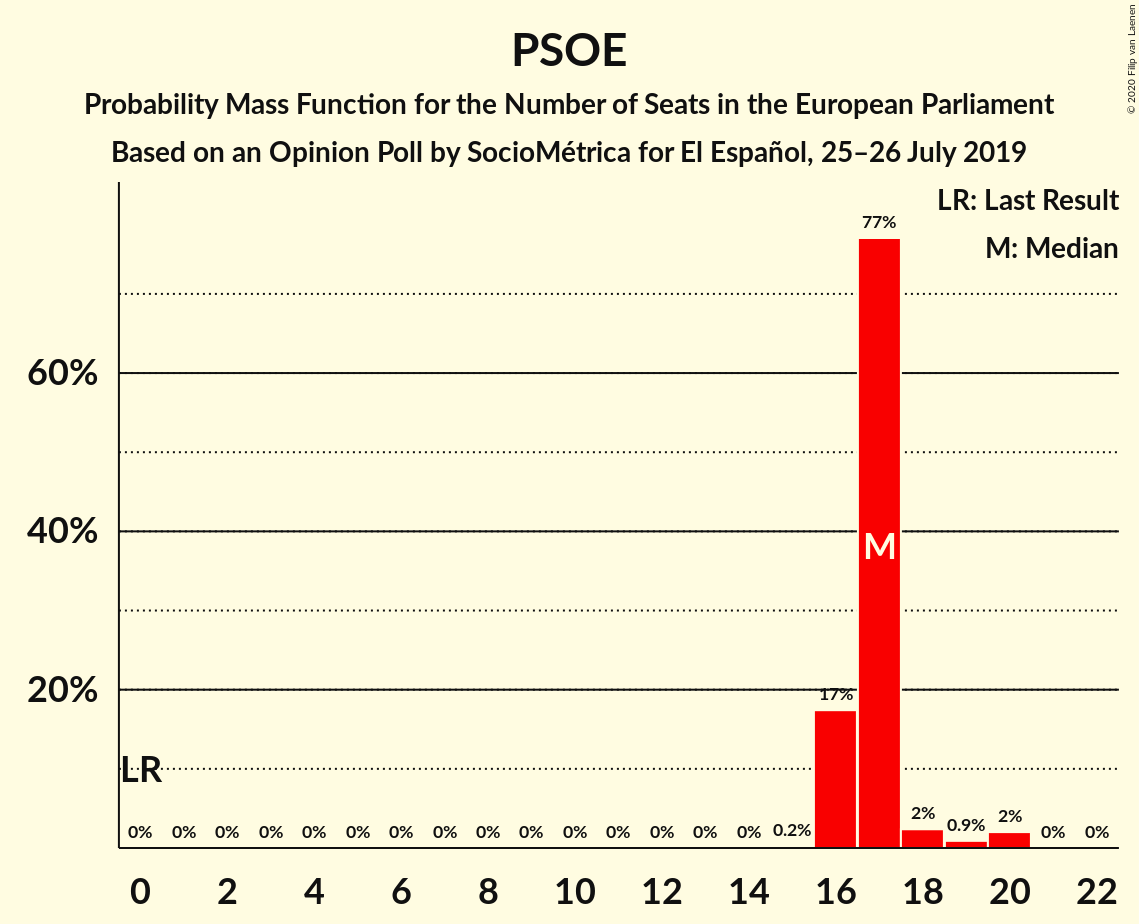 PSOE
Probability Mass Function for the Number of Seats in the European Parliament
Based on an Opinion Poll by SocioMétrica for El Español, 25–26 July 2019
© 2020 Filip van Laenen
LR: Last Result
M: Median
77%
60%
40%
M
20%
17%
LR
0% 0% 0% 0% 0% 0% 0% 0% 0% 0% 0% 0% 0% 0% 0% 0.2% 2% 0.9% 2% 0% 0%
0 2 4 6 8 10 12 14 16 18 20 22